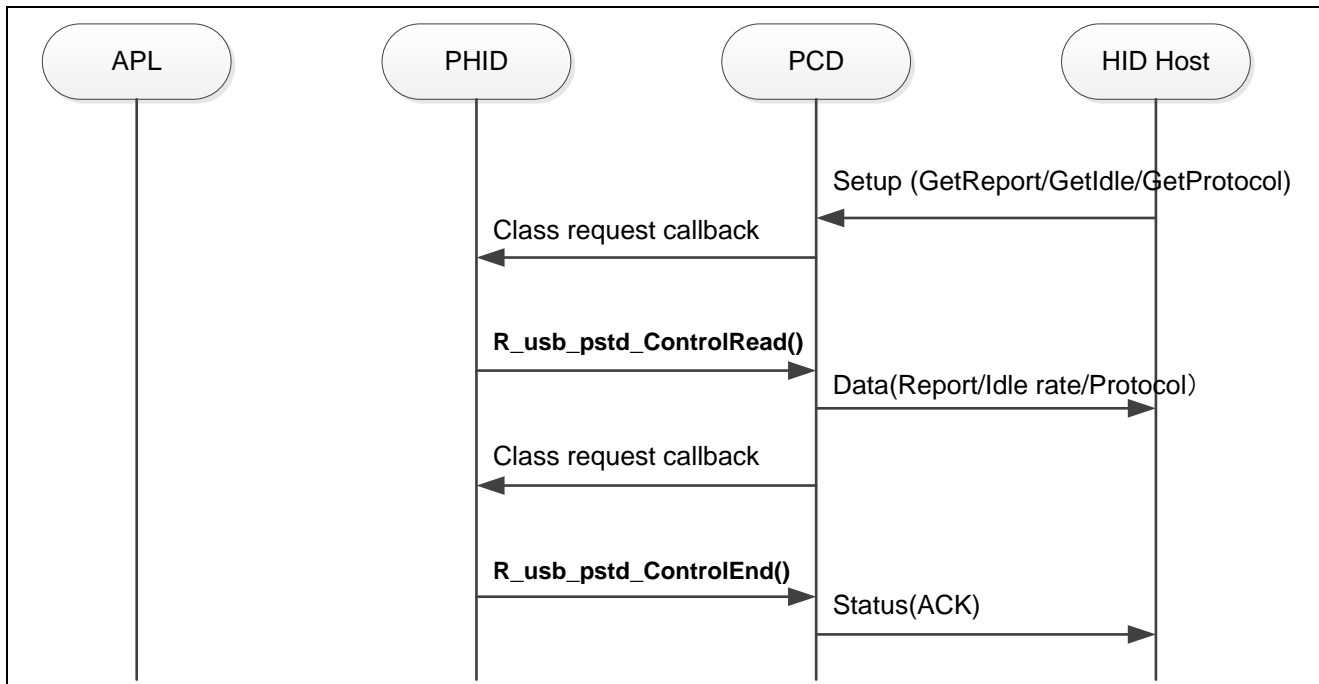 APL
PHID
PCD
HID Host
Setup (GetReport/GetIdle/GetProtocol)
Class request callback
R_usb_pstd_ControlRead()
Data(Report/Idle rate/Protocol）
Class request callback
R_usb_pstd_ControlEnd()
Status(ACK)